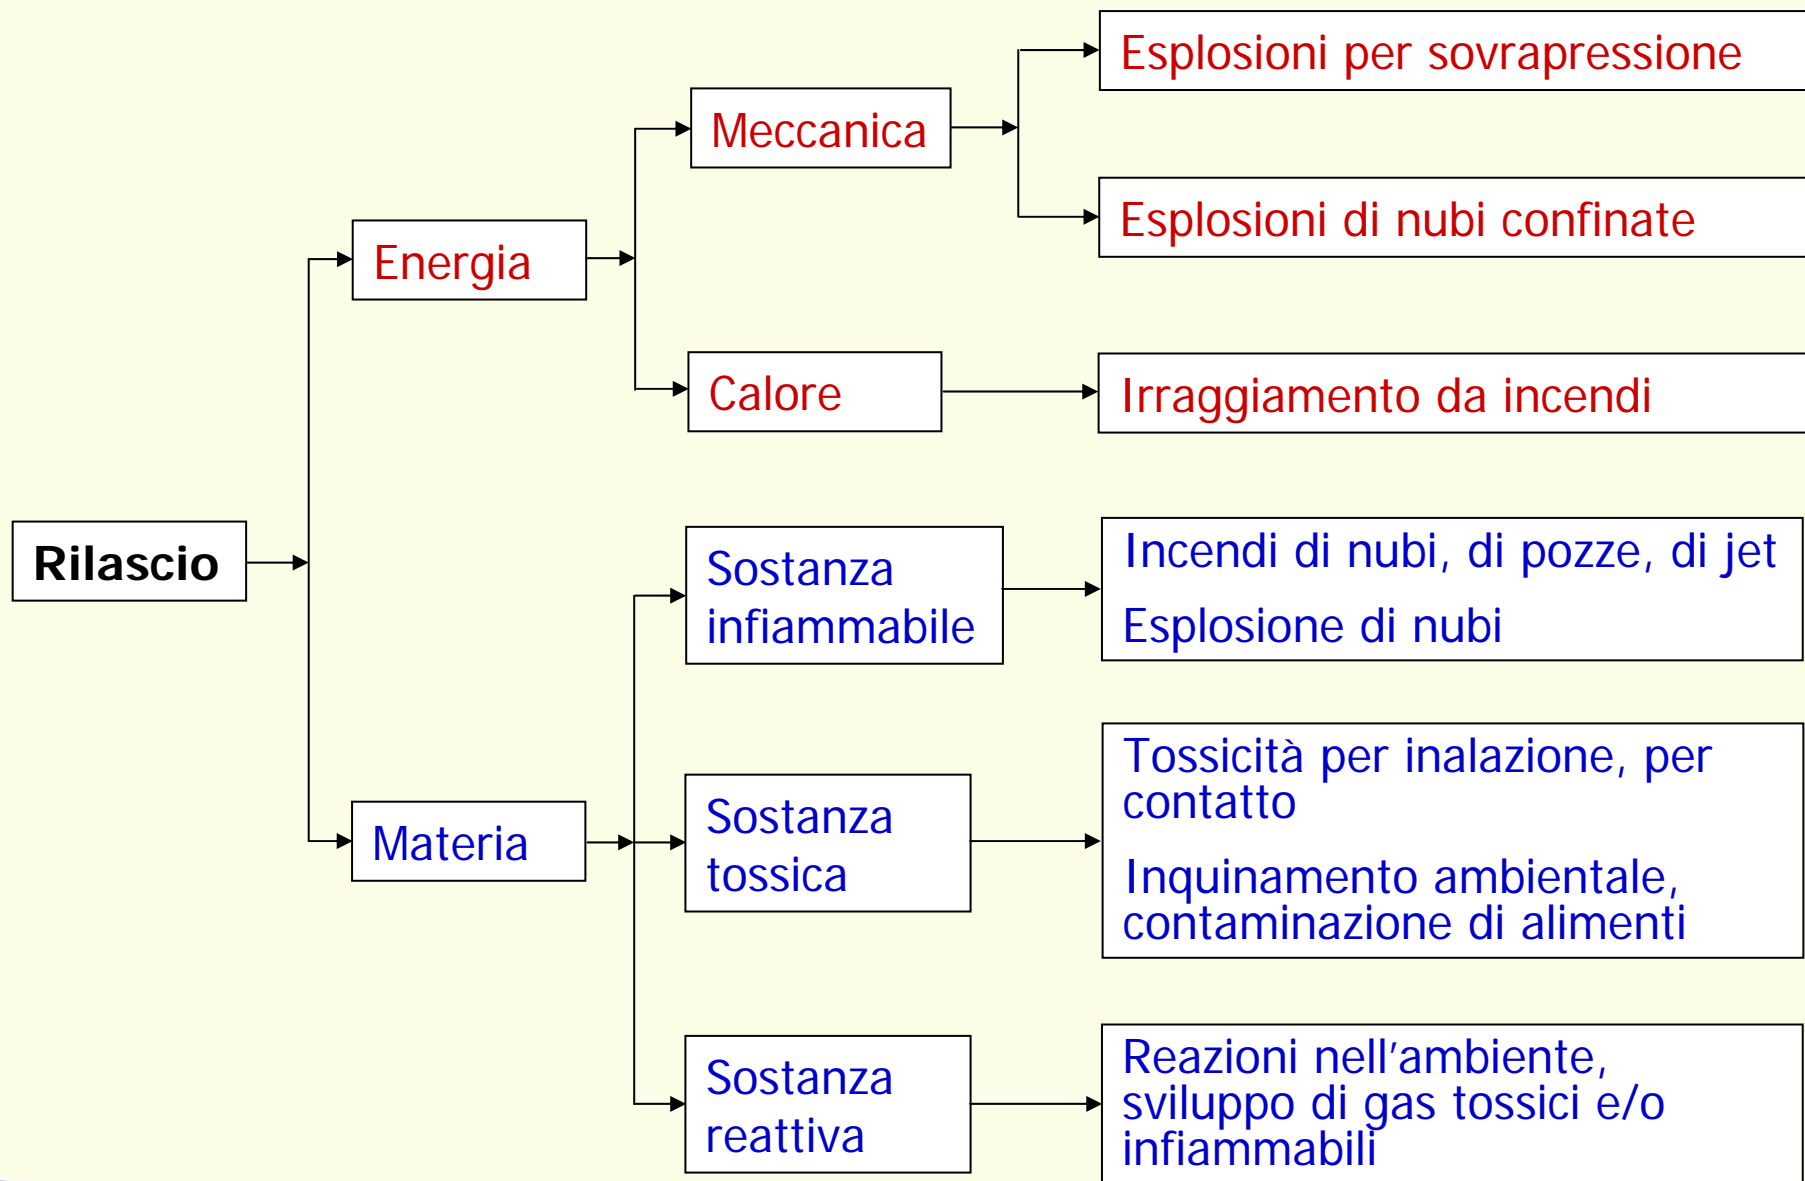 Esplosioni per sovrapressione
Meccanica
Esplosioni di nubi confinate
Energia
Calore
Irraggiamento da incendi
Rilascio
Sostanza
infiammabile
Incendi di nubi, di pozze, di jet
Esplosione di nubi
Materia
Sostanza
tossica
Tossicità per inalazione, per
contatto
Inquinamento ambientale,
contaminazione di alimenti
Sostanza
reattiva
Reazioni nell'ambiente,
sviluppo di gas tossici e/o
infiammabili